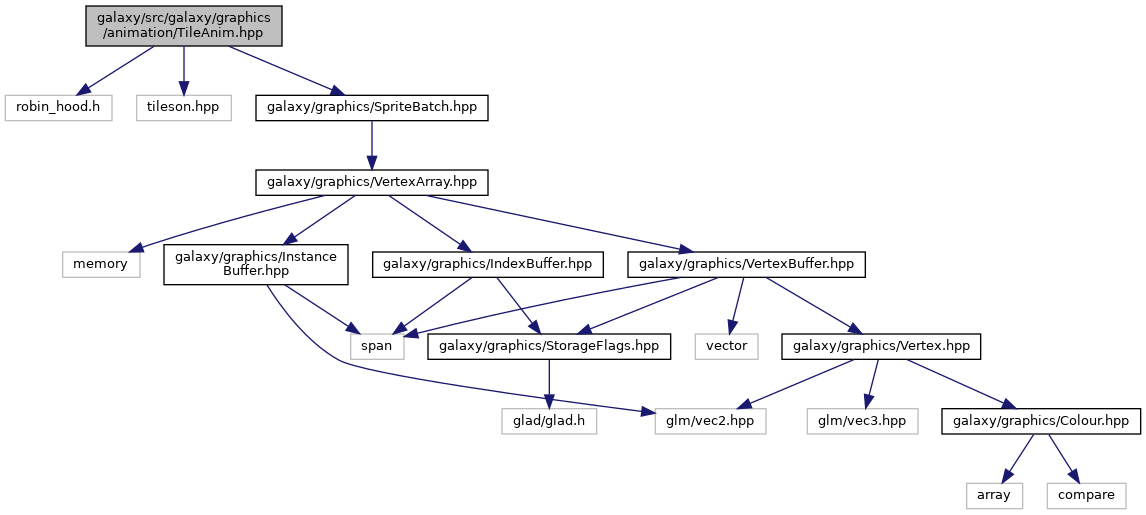 galaxy/src/galaxy/graphics
/animation/TileAnim.hpp
robin_hood.h
tileson.hpp
galaxy/graphics/SpriteBatch.hpp
galaxy/graphics/VertexArray.hpp
memory
galaxy/graphics/Instance
Buffer.hpp
galaxy/graphics/IndexBuffer.hpp
galaxy/graphics/VertexBuffer.hpp
span
galaxy/graphics/StorageFlags.hpp
vector
galaxy/graphics/Vertex.hpp
glad/glad.h
glm/vec2.hpp
glm/vec3.hpp
galaxy/graphics/Colour.hpp
array
compare